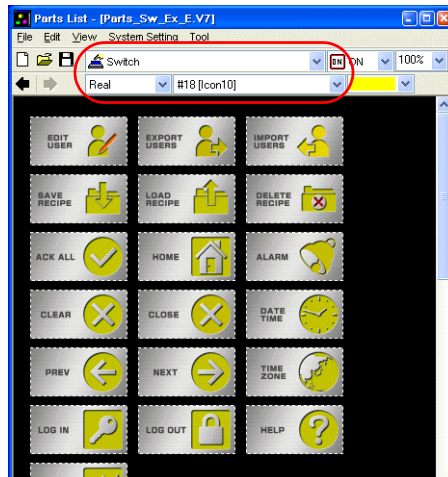 Parts List - [Parts_Sw_Ex_E.V7]
File Edit View System Setting Tool
Switch ON ON 100%
Real #18 [Icon10]
EDIT USER EXPORT USERS IMPORT USERS
SAVE RECIPE LOAD RECIPE DELETE RECIPE
ACK ALL HOME ALARM
CLEAR CLOSE DATE TIME
PREV NEXT TIME ZONE
LOG IN LOG OUT HELP